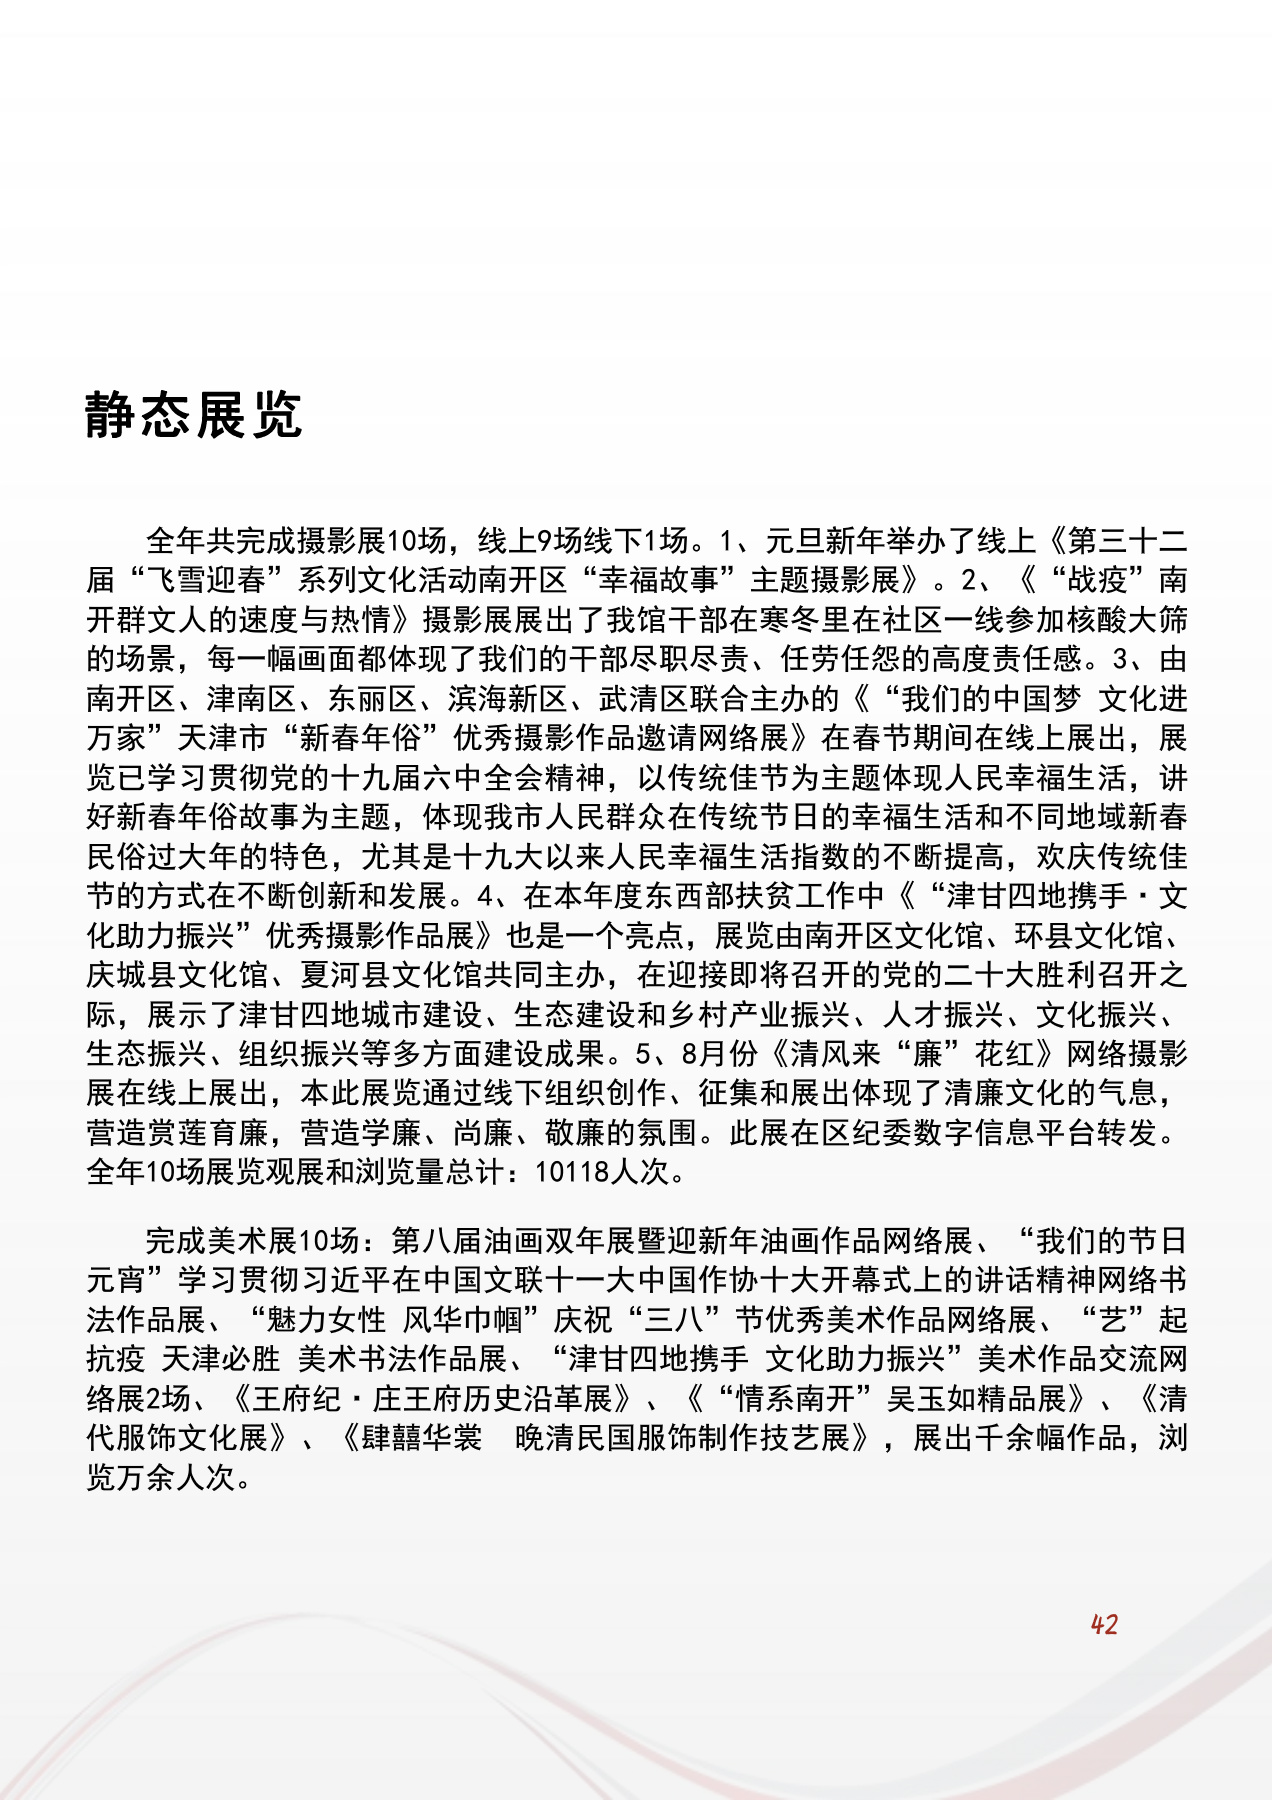 静态展览
全年共完成摄影展10场，线上9场线下1场。1、元旦新年举办了线上《第三十二
届“飞雪迎春”系列文化活动南开区“幸福故事”主题摄影展》。2、《“战疫”南
开群文人的速度与热情》摄影展展出了我馆干部在寒冬里在社区一线参加核酸大筛
的场景，每一幅画面都体现了我们的干部尽职尽责、任劳任怨的高度责任感。3、由
南开区、津南区、东丽区、滨海新区、武清区联合主办的《“我们的中国梦 文化进
万家”天津市“新春年俗”优秀摄影作品邀请网络展》在春节期间在线上展出，展
览已学习贯彻党的十九届六中全会精神，以传统佳节为主题体现人民幸福生活，讲
好新春年俗故事为主题，体现我市人民群众在传统节日的幸福生活和不同地域新春
民俗过大年的特色，尤其是十九大以来人民幸福生活指数的不断提高，欢庆传统佳
节的方式在不断创新和发展。4、在本年度东西部扶贫工作中《“津甘四地携手·文
化助力振兴”优秀摄影作品展》也是一个亮点，展览由南开区文化馆、环县文化馆、
庆城县文化馆、夏河县文化馆共同主办，在迎接即将召开的党的二十大胜利召开之
际，展示了津甘四地城市建设、生态建设和乡村产业振兴、人才振兴、文化振兴、
生态振兴、组织振兴等多方面建设成果。5、8月份《清风来“廉”花红》网络摄影
展在线上展出，本此展览通过线下组织创作、征集和展出体现了清廉文化的气息，
营造赏莲育廉，营造学廉、尚廉、敬廉的氛围。此展在区纪委数字信息平台转发。
全年10场展览观展和浏览量总计：10118人次。
完成美术展10场：第八届油画双年展暨迎新年油画作品网络展、“我们的节日
元宵”学习贯彻习近平在中国文联十一大中国作协十大开幕式上的讲话精神网络书
法作品展、“魅力女性 风华巾帼”庆祝“三八”节优秀美术作品网络展、“艺”起
抗疫 天津必胜 美术书法作品展、“津甘四地携手 文化助力振兴”美术作品交流网
络展2场、《王府纪·庄王府历史沿革展》、《“情系南开”吴玉如精品展》、《清
代服饰文化展》、《肆囍华裳　晚清民国服饰制作技艺展》，展出千余幅作品，浏
览万余人次。
42